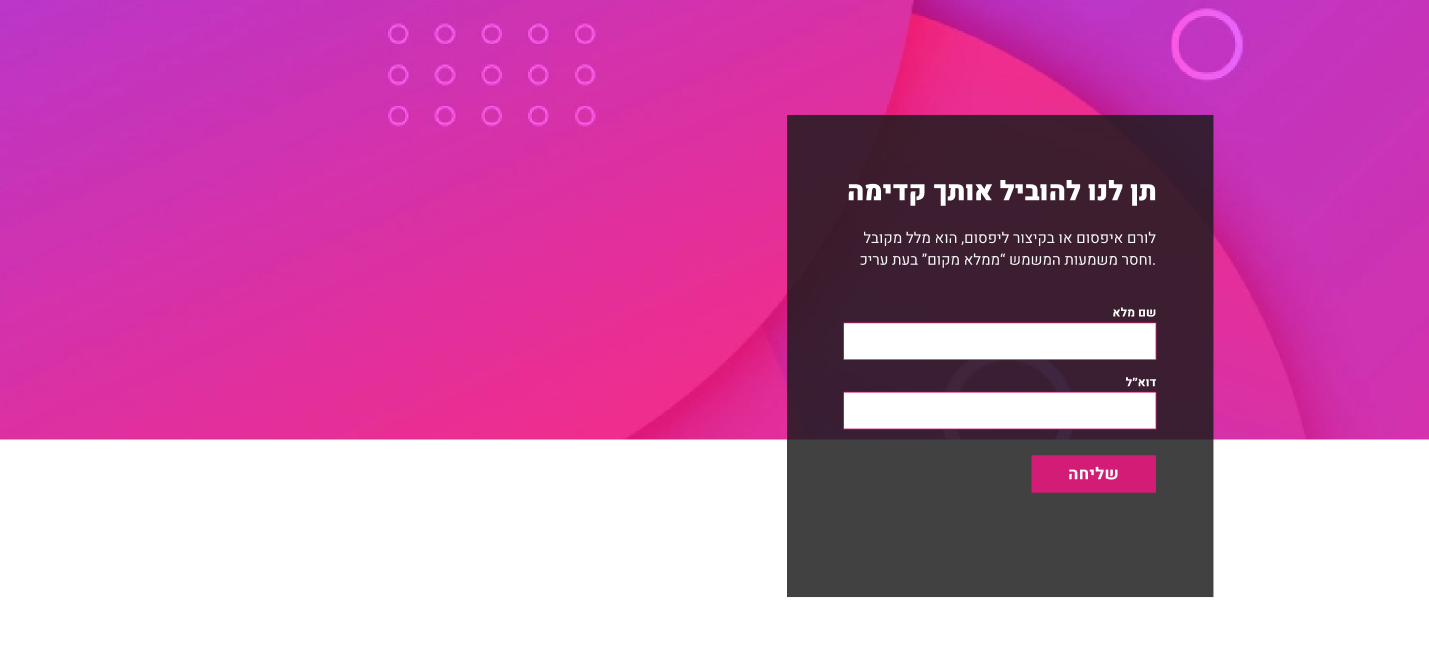 תן לנו להוביל אותך קדימה
לורם איפסום או בקיצור ליפסום, הוא מלל מקובל
.וחסר משמעות המשמש “ממלא מקום” בעת עריכ
שם מלא
דוא״ל
שליחה